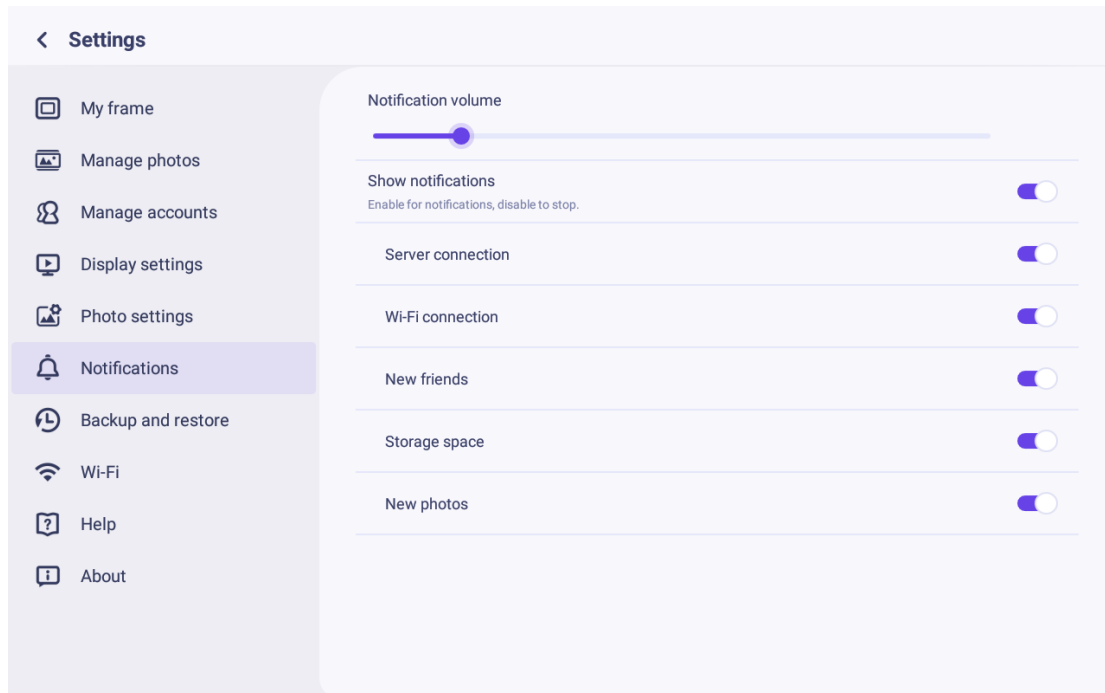 Settings
My frame
Manage photos
Manage accounts
Display settings
Photo settings
Notifications
Backup and restore
Wi-Fi
Help
About
Notification volume
Show notifications
Enable for notifications, disable to stop.
Server connection
Wi-Fi connection
New friends
Storage space
New photos